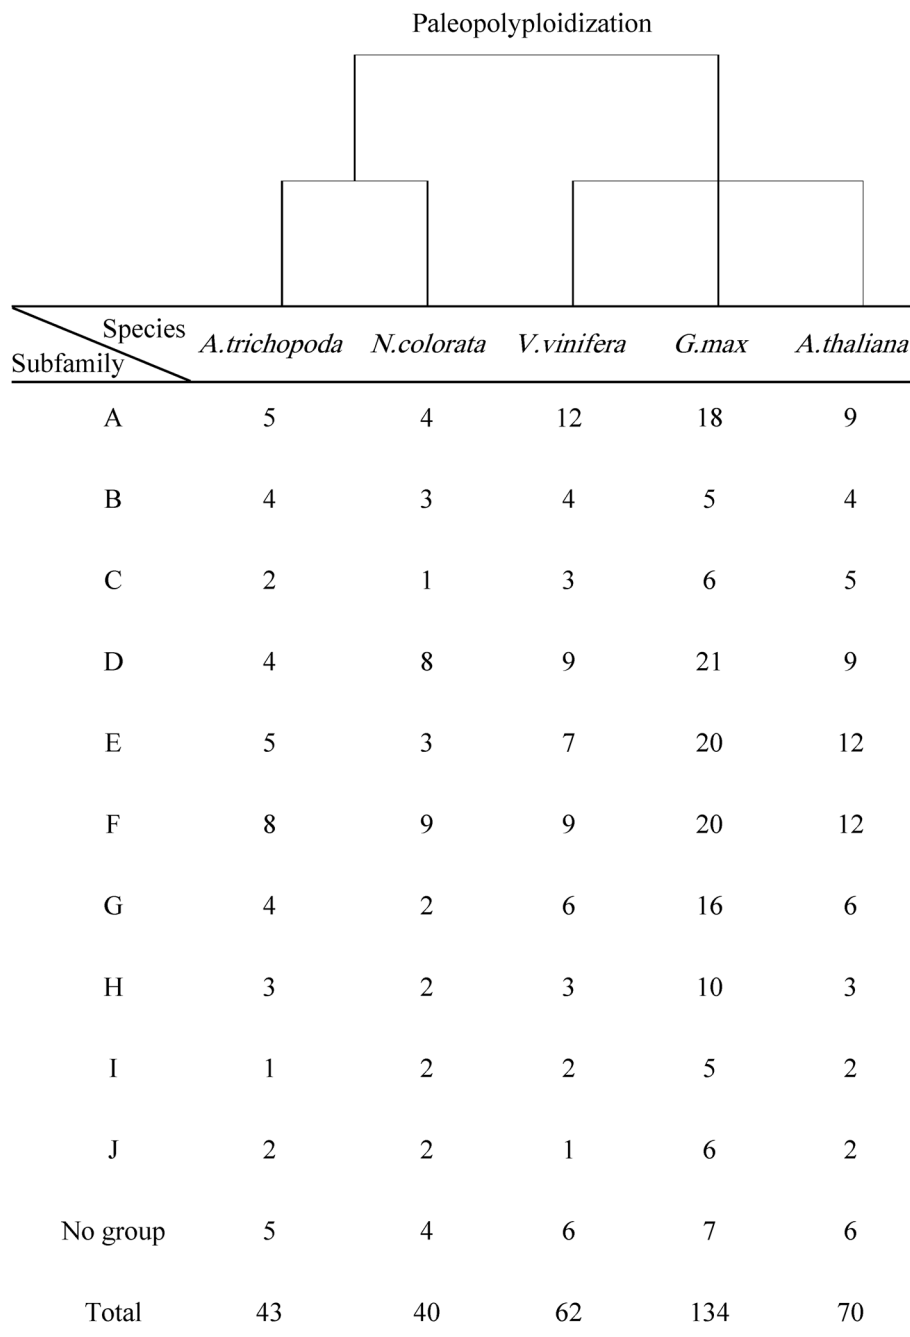 Paleopolyploidization
Species
Subfamily
A.trichopoda N.colorata V.vinifera G.max A.thaliana
A 5 4 12 18 9
B 4 3 4 5 4
C 2 1 3 6 5
D 4 8 9 21 9
E 5 3 7 20 12
F 8 9 9 20 12
G 4 2 6 16 6
H 3 2 3 10 3
I 1 2 2 5 2
J 2 2 1 6 2
No group 5 4 6 7 6
Total 43 40 62 134 70